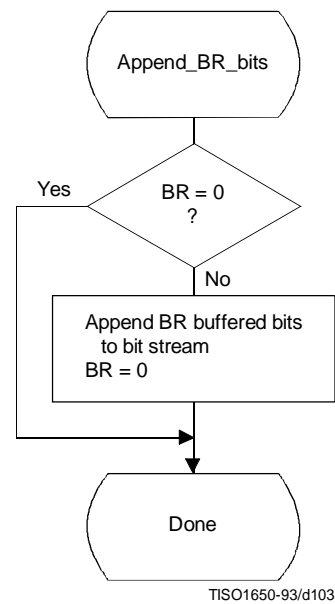 Append_BR_bits
Yes
BR = 0
?
No
Append BR buffered bits
to bit stream
BR = 0
Done
TISO1650-93/d103